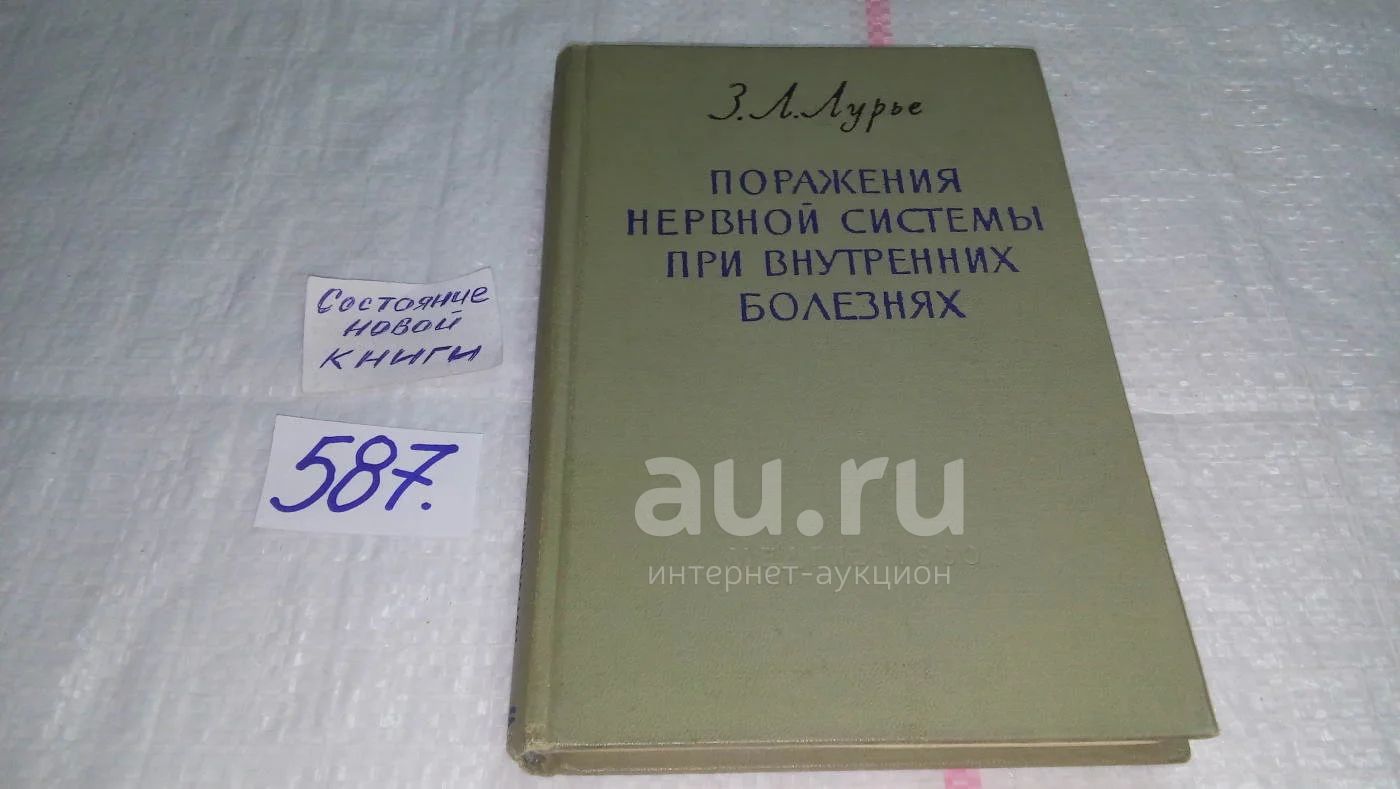 З. Л. Лурье
ПОРАЖЕНИЯ
НЕРВНОЙ СИСТЕМЫ
ПРИ ВНУТРЕННИХ
БОЛЕЗНЯХ
Состояние
новой
книги
587.
au.ru
интернет-аукцион